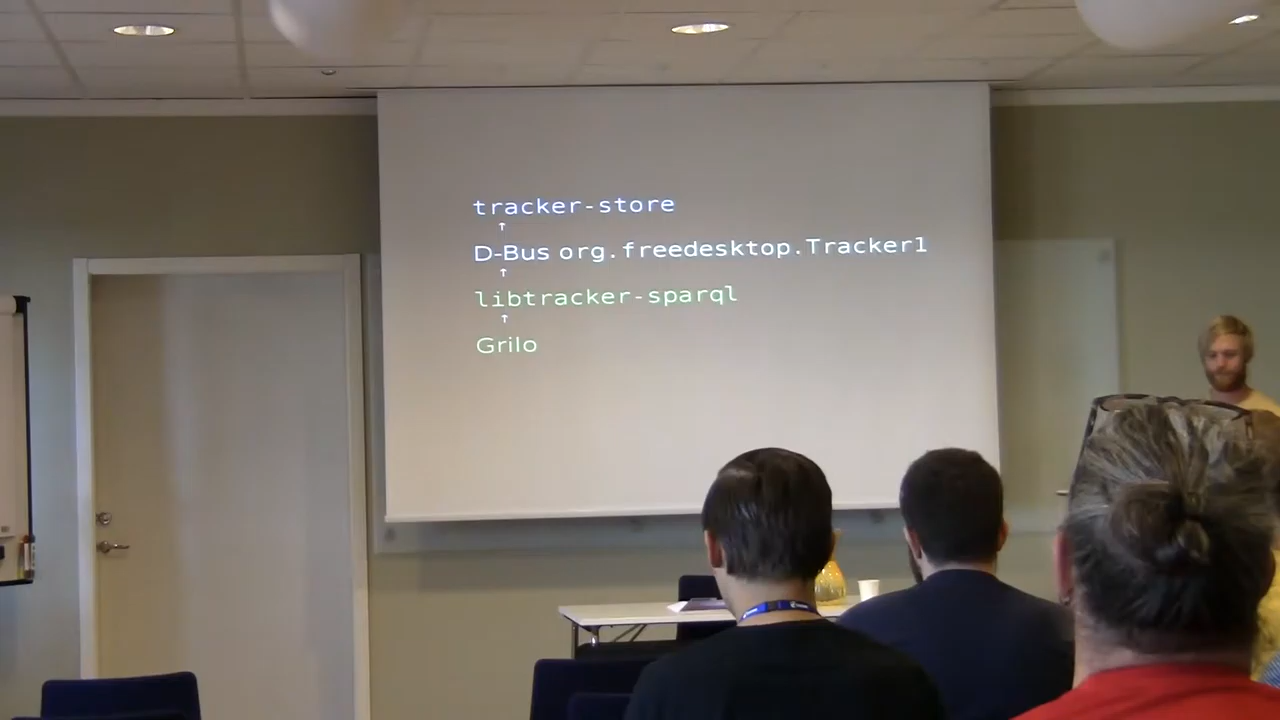 tracker-store
↑
D-Bus org.freedesktop.Tracker1
↑
libtracker-sparql
↑
Grilo